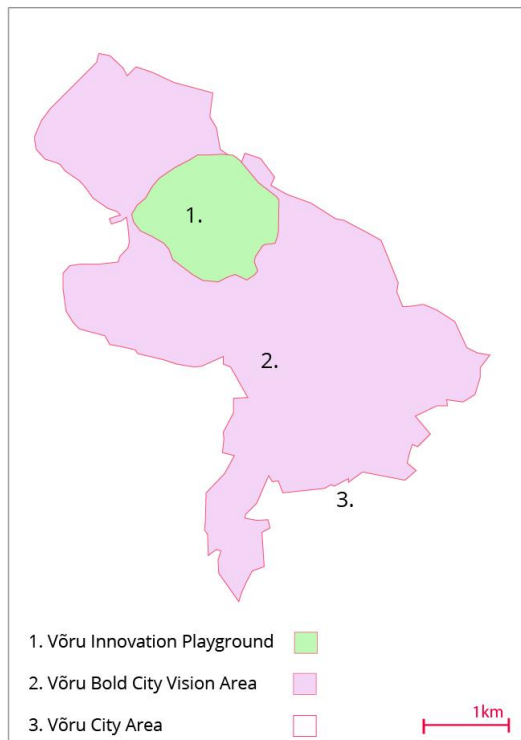 1.
2.
3.
1. Võru Innovation Playground
2. Võru Bold City Vision Area
3. Võru City Area
1km